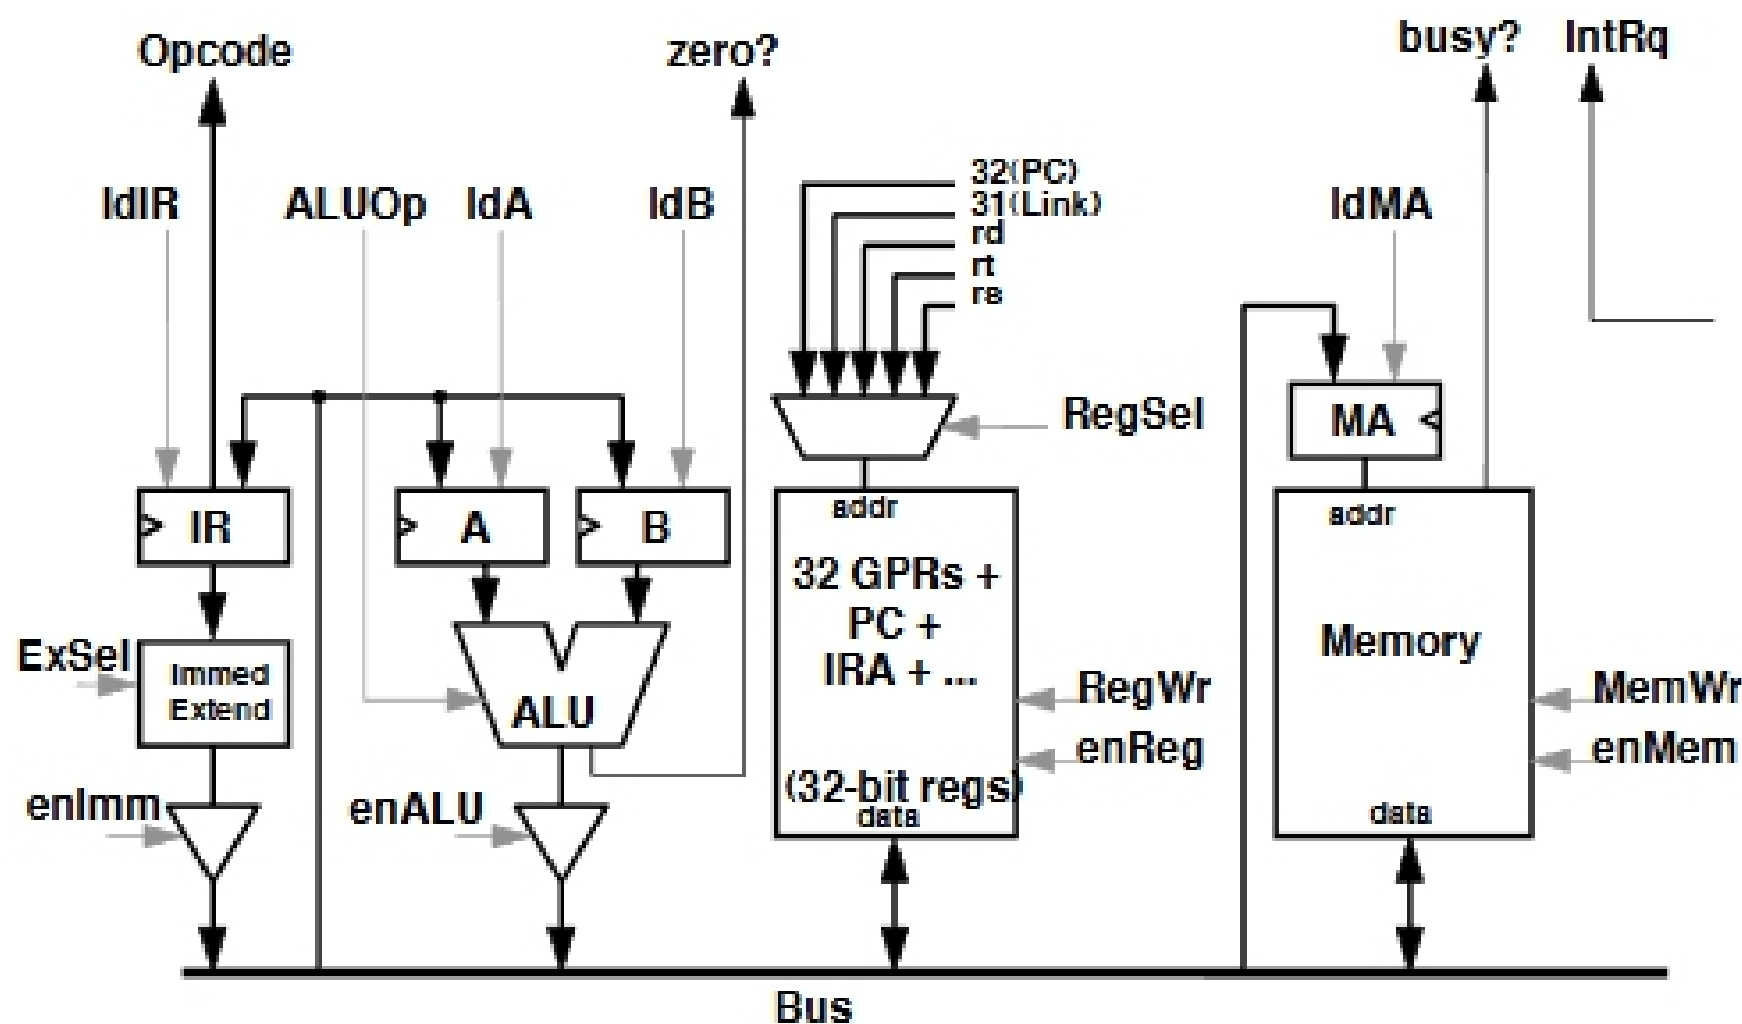 Opcode
zero?
busy?
IntRq
32(PC)
31(Link)
rd
rt
rs
ldIR
ALUOp
ldA
ldB
ldMA
RegSel
MA
IR
A
B
addr
addr
32 GPRs +
PC +
IRA + ...
(32-bit regs)
data
Memory
data
ExSel
Immed
Extend
ALU
RegWr
enReg
MemWr
enMem
enImm
enALU
Bus